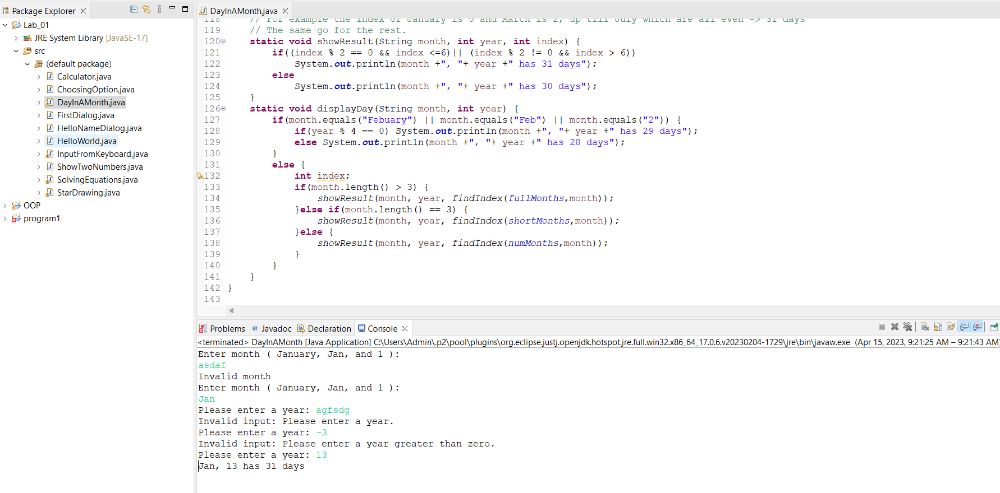 Package Explorer
Lab_01
JRE System Library [JavaSE-17]
src
(default package)
Calculator.java
ChoosingOption.java
DayInAMonth.java
FirstDialog.java
HelloNameDialog.java
HelloWorld.java
InputFromKeyboard.java
ShowTwoNumbers.java
SolvingEquations.java
StarDrawing.java
OOP
program1
DayInAMonth.java
118 // For example the index of January is 0 and March is 2, up till July which are all even -> 31 days
119 // The same go for the rest.
120 static void showResult(String month, int year, int index) {
121 if((index % 2 == 0 && index <=6)|| (index % 2 != 0 && index > 6))
122 System.out.println(month +", "+ year +" has 31 days");
123 else
124 System.out.println(month +", "+ year +" has 30 days");
125 }
126 static void displayDay(String month, int year) {
127 if(month.equals("Febuary") || month.equals("Feb") || month.equals("2")) {
128 if(year % 4 == 0) System.out.println(month +", "+ year +" has 29 days");
129 else System.out.println(month +", "+ year +" has 28 days");
130 }
131 else {
132 int index;
133 if(month.length() > 3) {
134 showResult(month, year, findIndex(fullMonths,month));
135 }else if(month.length() == 3) {
136 showResult(month, year, findIndex(shortMonths,month));
137 }else {
138 showResult(month, year, findIndex(numMonths,month));
139 }
140 }
141 }
142 }
143
Problems @ Javadoc Declaration Console
<terminated> DayInAMonth [Java Application] C:\Users\Admin\.p2\pool\plugins\org.eclipse.justj.openjdk.hotspot.jre.full.win32.x86_64_17.0.6.v20230204-1729\jre\bin\javaw.exe (Apr 15, 2023, 9:21:25 AM – 9:21:43 AM)
Enter month ( January, Jan, and 1 ):
asdaf
Invalid month
Enter month ( January, Jan, and 1 ):
Jan
Please enter a year: agfsdg
Invalid input: Please enter a year.
Please enter a year: -3
Invalid input: Please enter a year greater than zero.
Please enter a year: 13
Jan, 13 has 31 days